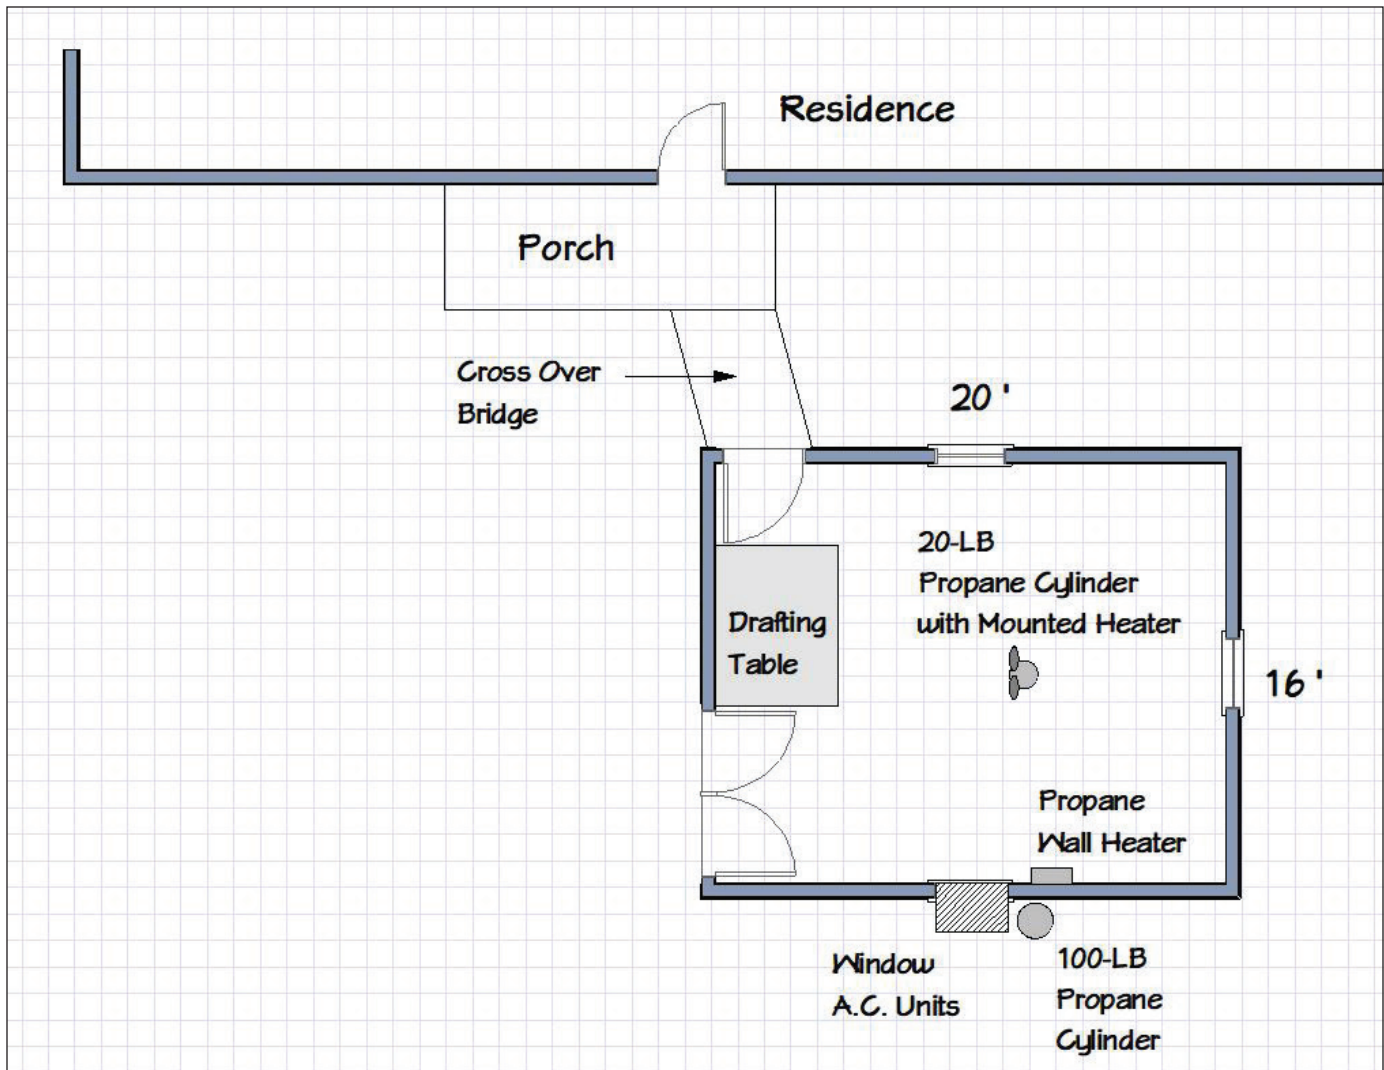 Residence
Porch
Cross Over
Bridge
20 '
20-LB
Propane Cylinder
with Mounted Heater
Drafting
Table
16 '
Propane
Wall Heater
Window
A.C. Units
100-LB
Propane
Cylinder